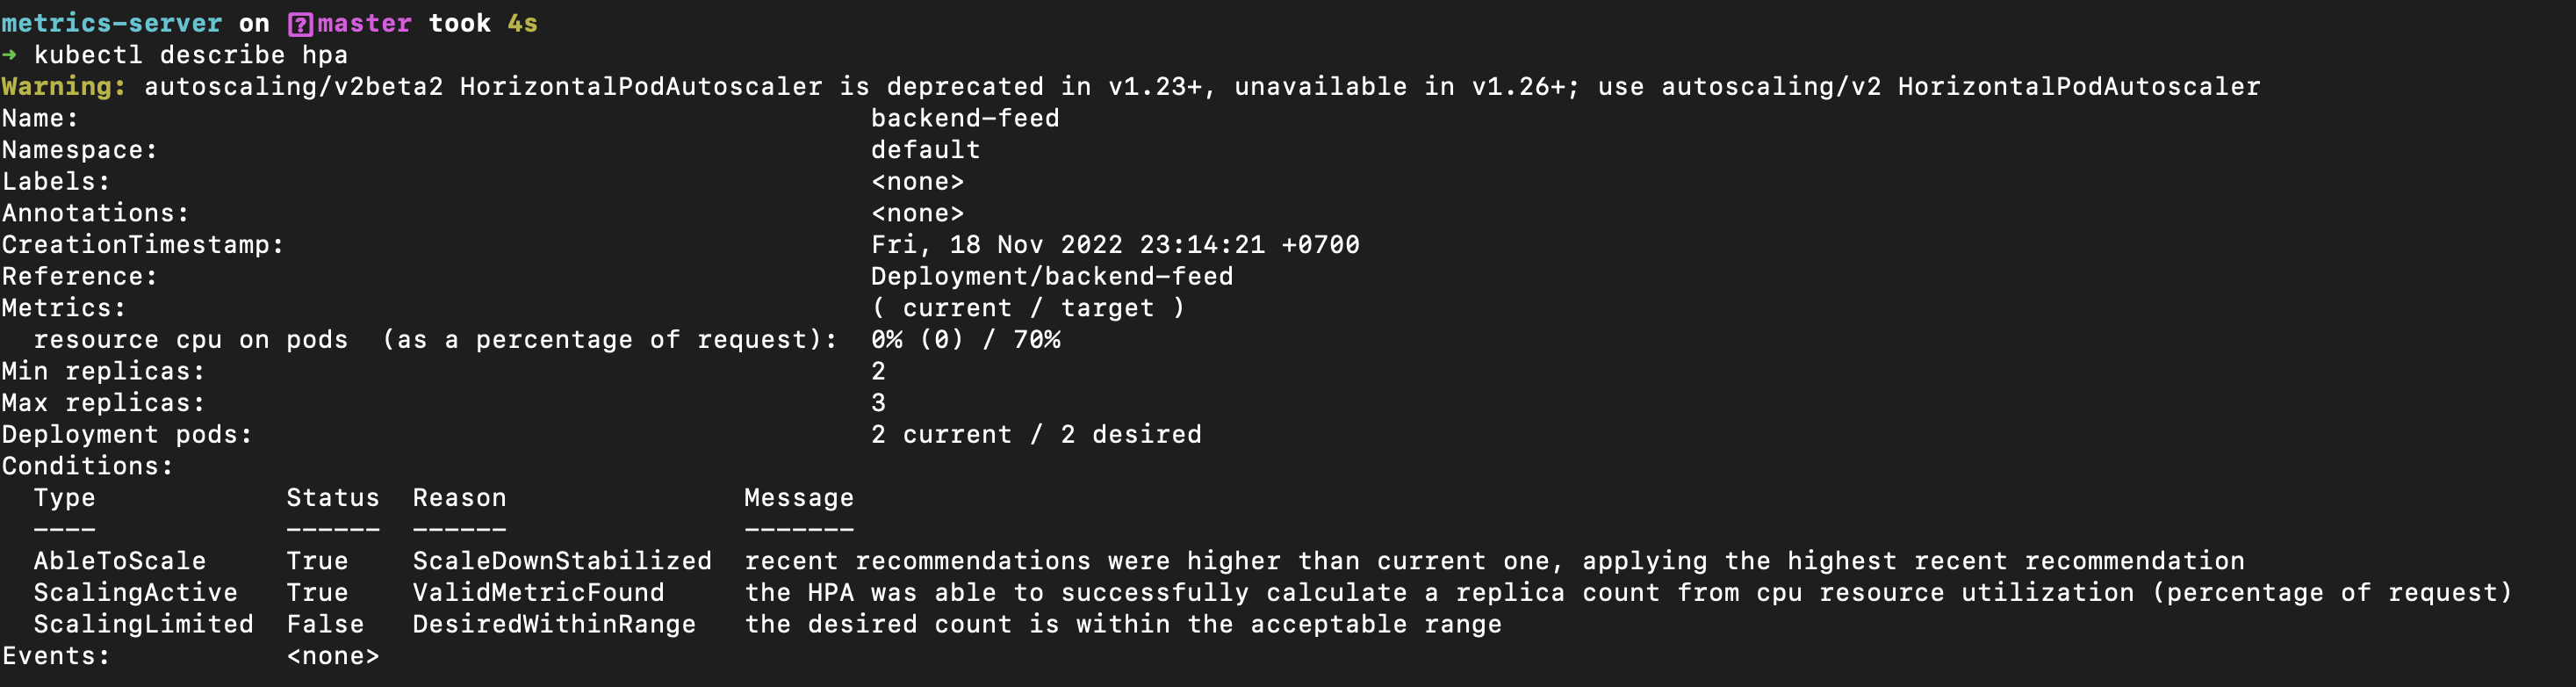 metrics-server on master took 4s
→ kubectl describe hpa
Warning: autoscaling/v2beta2 HorizontalPodAutoscaler is deprecated in v1.23+, unavailable in v1.26+; use autoscaling/v2 HorizontalPodAutoscaler
Name: backend-feed
Namespace: default
Labels: <none>
Annotations: <none>
CreationTimestamp: Fri, 18 Nov 2022 23:14:21 +0700
Reference: Deployment/backend-feed
Metrics: ( current / target )
resource cpu on pods (as a percentage of request): 0% (0) / 70%
Min replicas: 2
Max replicas: 3
Deployment pods: 2 current / 2 desired
Conditions:
Type Status Reason Message
---- ------ ------ -------
AbleToScale True ScaleDownStabilized recent recommendations were higher than current one, applying the highest recent recommendation
ScalingActive True ValidMetricFound the HPA was able to successfully calculate a replica count from cpu resource utilization (percentage of request)
ScalingLimited False DesiredWithinRange the desired count is within the acceptable range
Events: <none>